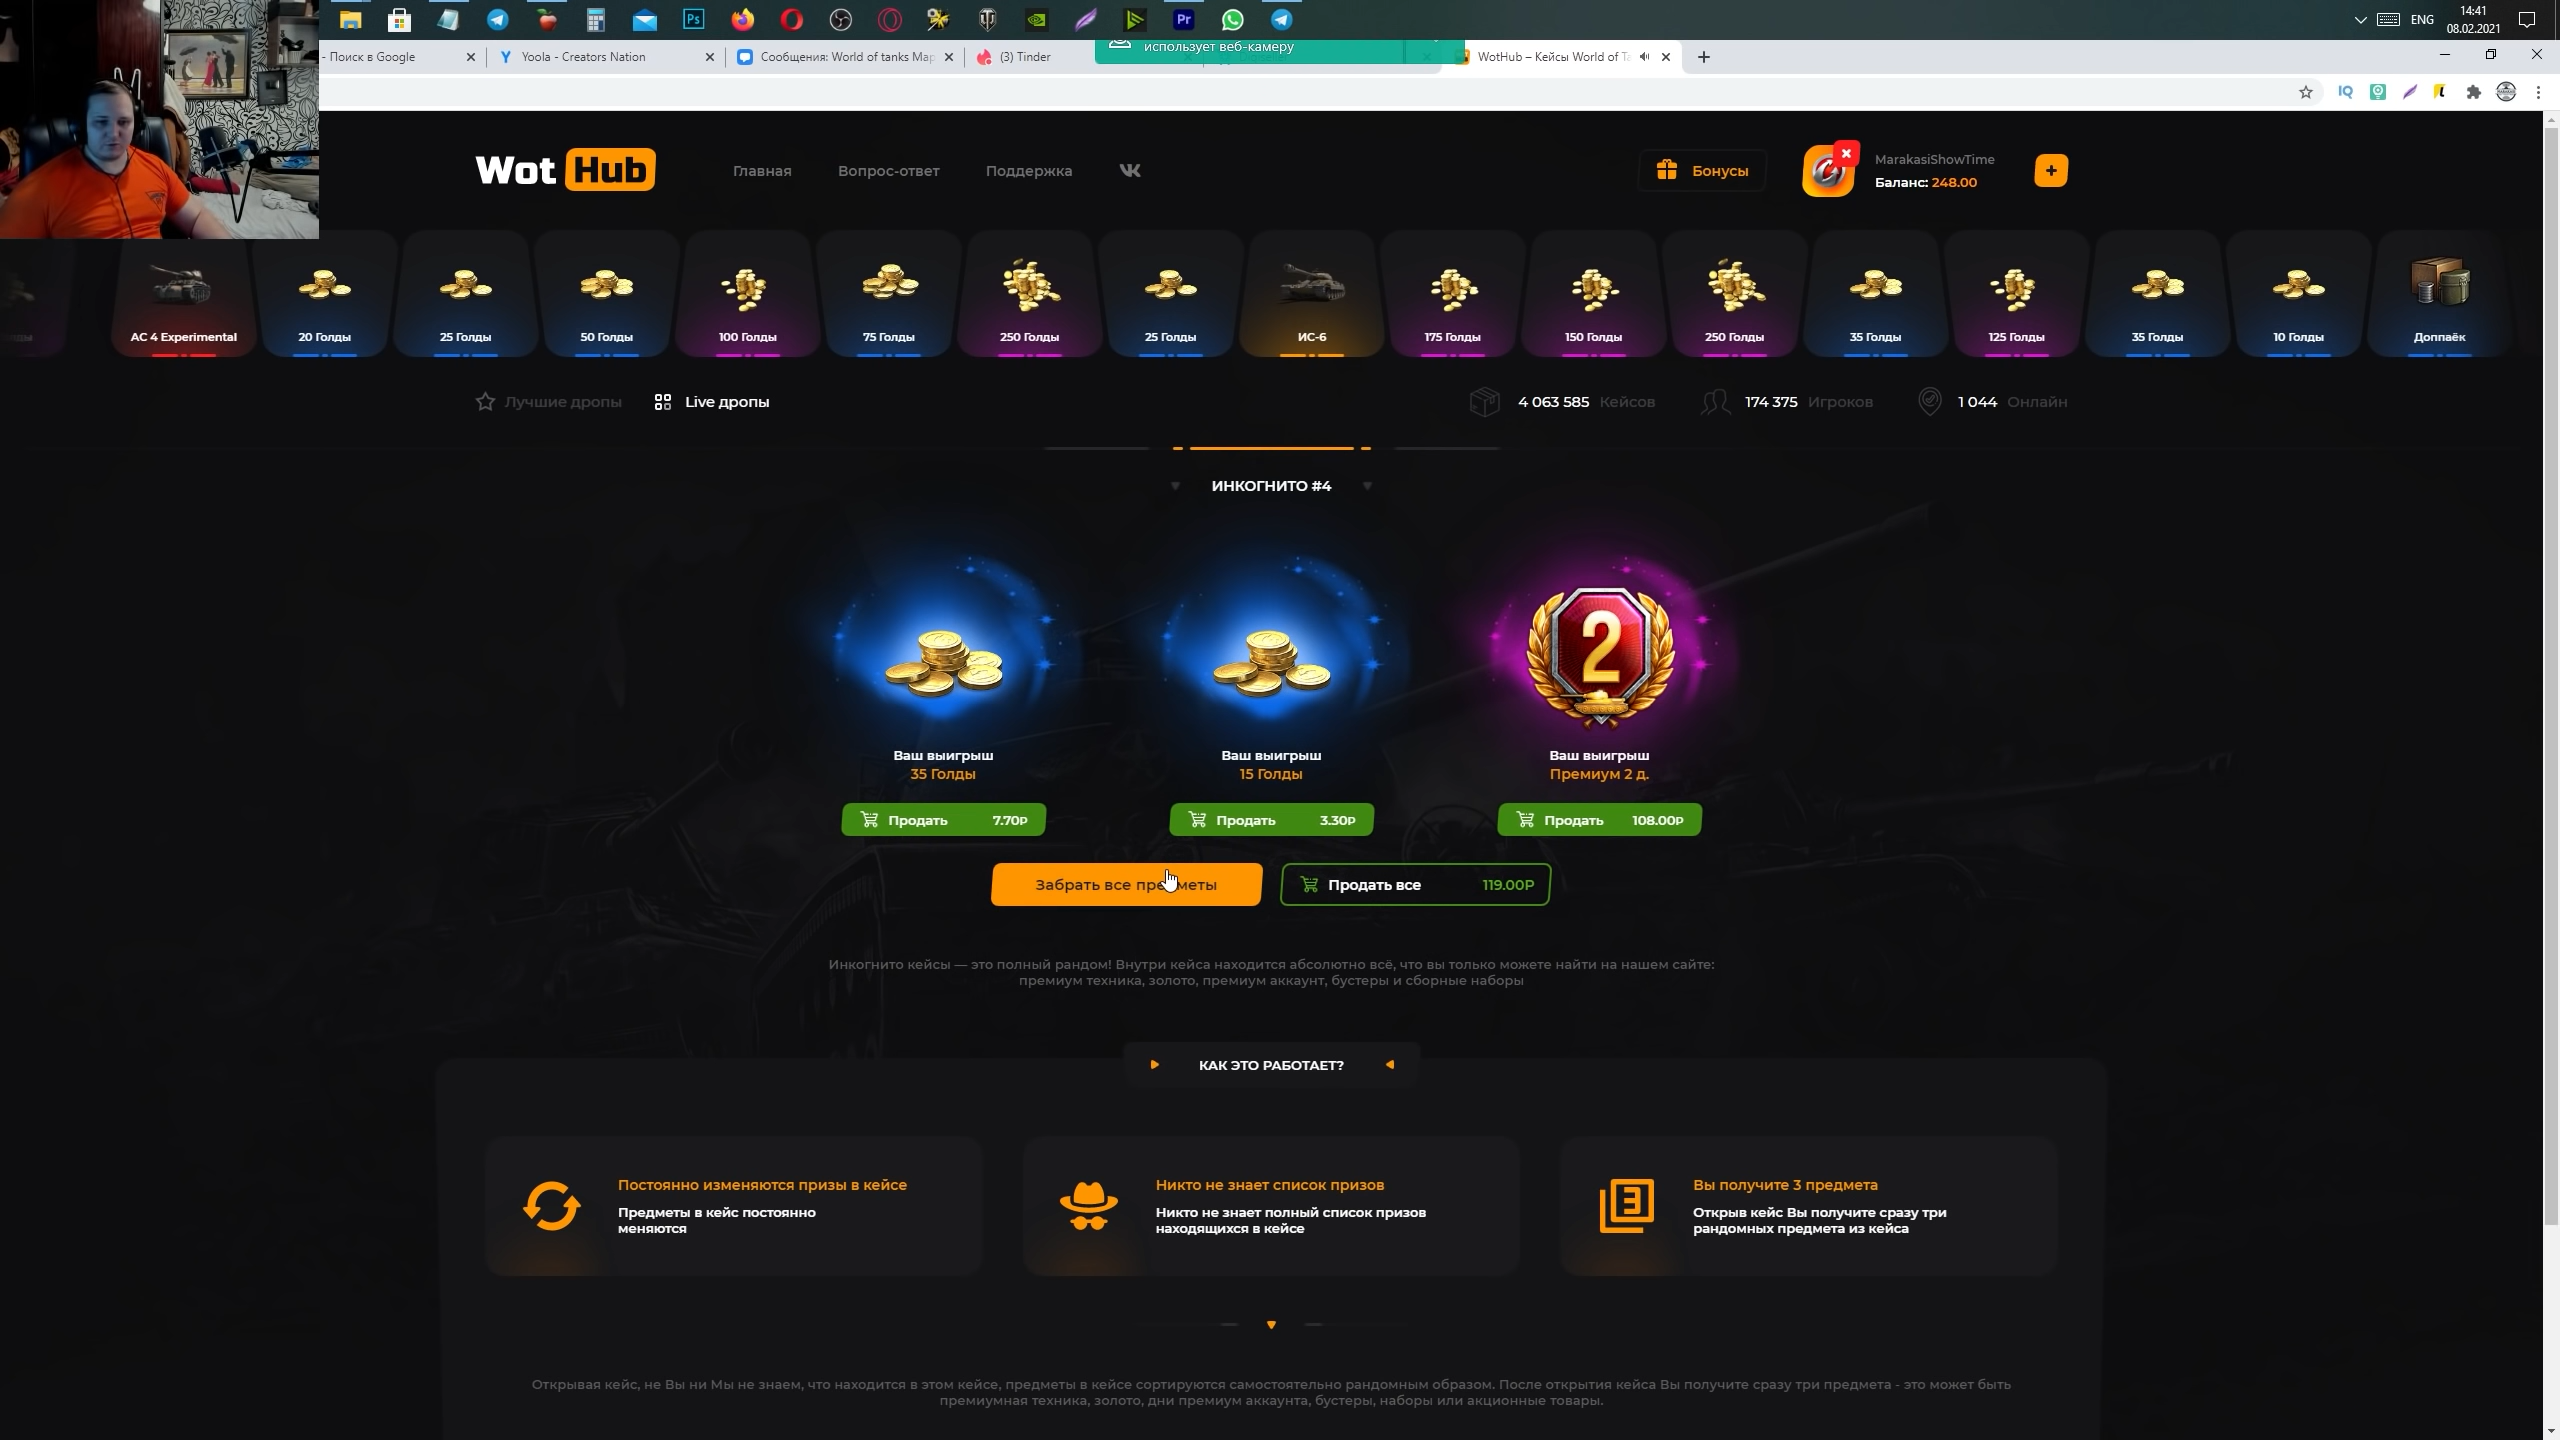 14:41
ENG
08.02.2021
- Поиск в Google
Yoola - Creators Nation
Сообщения: World of tanks Мар
(3) Tinder
использует веб-камеру
WotHub – Кейсы World of Ta
IQ
Wot Hub
Главная
Вопрос-ответ
Поддержка
Бонусы
MarakasiShowTime
Баланс: 248.00
AC 4 Experimental
20 Голды
25 Голды
50 Голды
100 Голды
75 Голды
250 Голды
25 Голды
ИС-6
175 Голды
150 Голды
250 Голды
35 Голды
125 Голды
35 Голды
10 Голды
Доппаёк
Лучшие дропы
Live дропы
4 063 585 Кейсов
174 375 Игроков
1 044 Онлайн
ИНКОГНИТО #4
2
Ваш выигрыш
35 Голды
Продать 7.70Р
Ваш выигрыш
15 Голды
Продать 3.30Р
Ваш выигрыш
Премиум 2 д.
Продать 108.00Р
Забрать все предметы
Продать все 119.00Р
Инкогнито кейсы — это полный рандом! Внутри кейса находится абсолютно всё, что вы только можете найти на нашем сайте:
премиум техника, золото, премиум аккаунт, бустеры и сборные наборы
КАК ЭТО РАБОТАЕТ?
Постоянно изменяются призы в кейсе
Предметы в кейс постоянно
меняются
Никто не знает список призов
Никто не знает полный список призов
находящихся в кейсе
3
Вы получите 3 предмета
Открыв кейс Вы получите сразу три
рандомных предмета из кейса
Открывая кейс, не Вы ни Мы не знаем, что находится в этом кейсе, предметы в кейсе сортируются самостоятельно рандомным образом. После открытия кейса Вы получите сразу три предмета - это может быть
премиумная техника, золото, дни премиум аккаунта, бустеры, наборы или акционные товары.